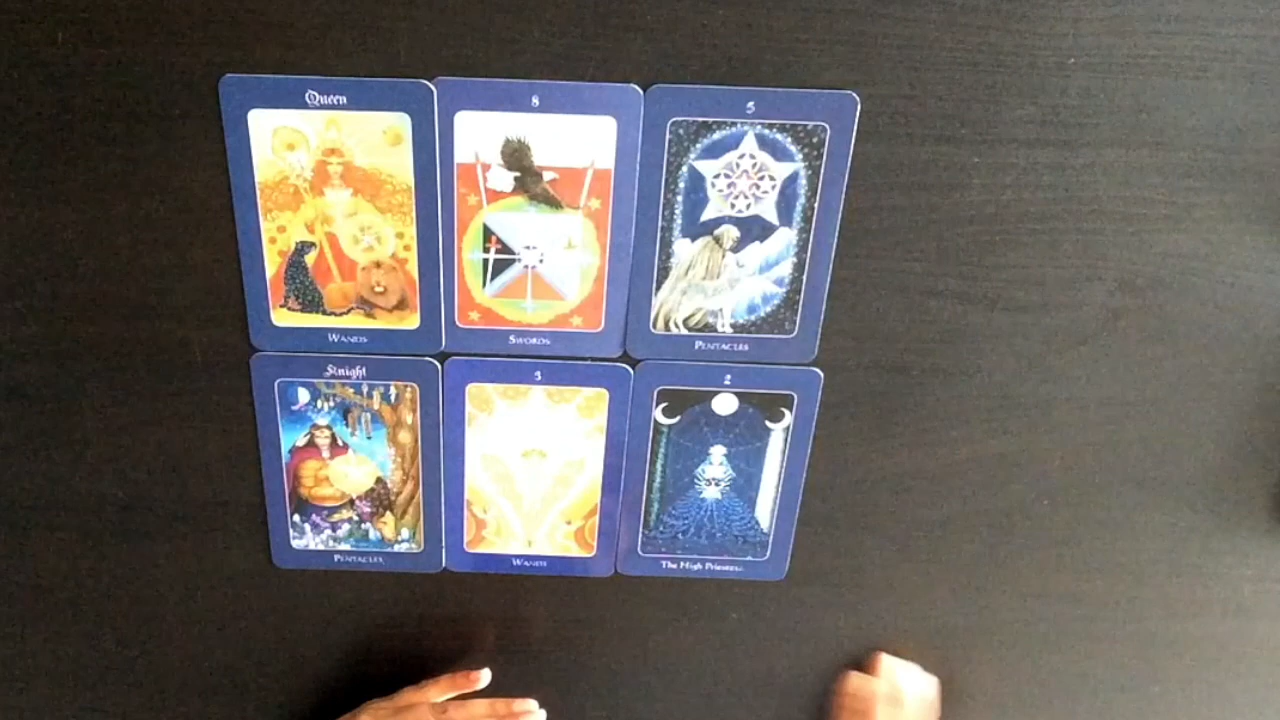 Queen
8
5
Wands
Swords
Pentacles
Knight
3
2
Pentacles
Wands
The High Priestess